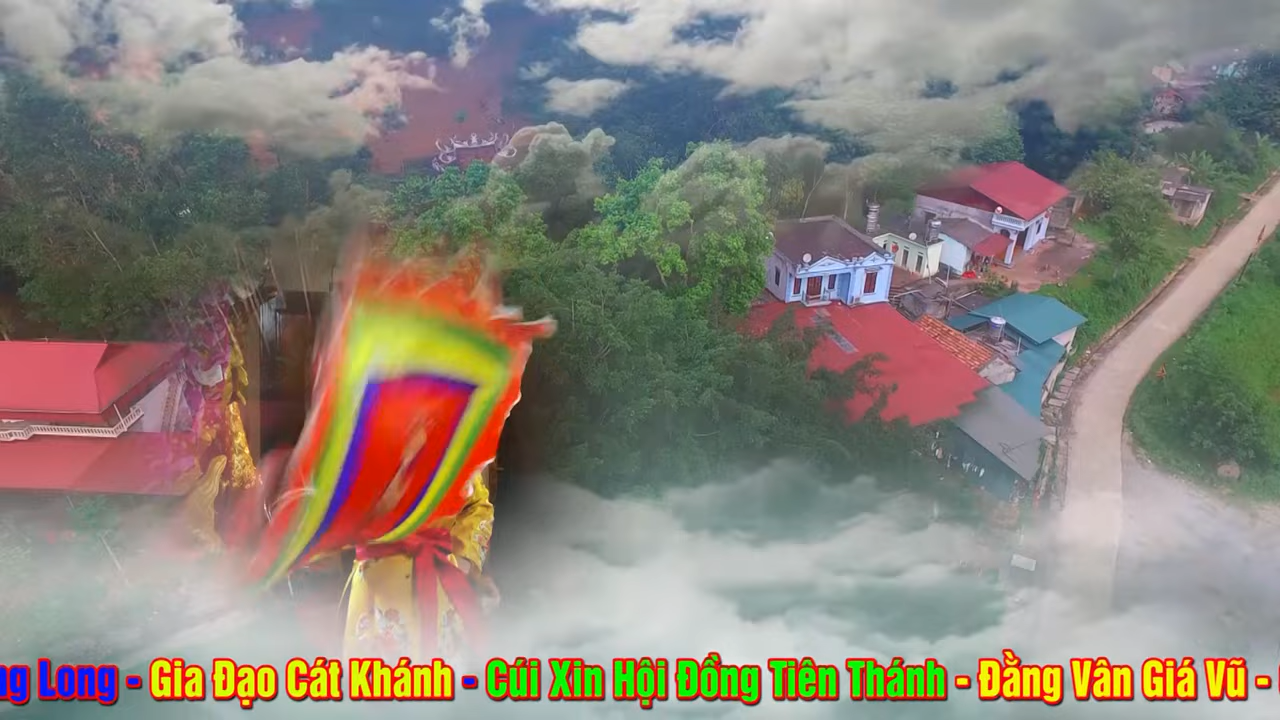 Long - Gia Đạo Cát Khánh - Cúi Xin Hội Đồng Tiên Thánh - Đằng Vân Giá Vũ -